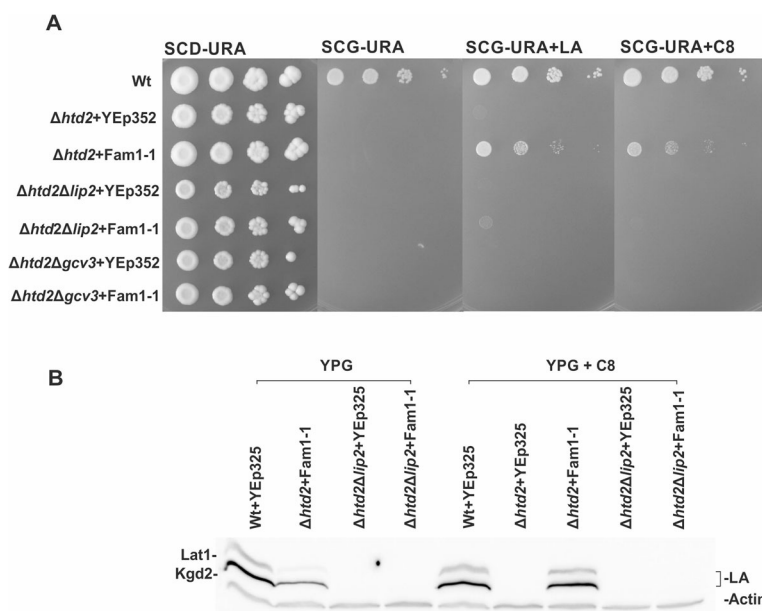 A
SCD-URA SCG-URA SCG-URA+LA SCG-URA+C8
Wt
Δhtd2+YEp352
Δhtd2+Fam1-1
Δhtd2Δlip2+YEp352
Δhtd2Δlip2+Fam1-1
Δhtd2Δgcv3+YEp352
Δhtd2Δgcv3+Fam1-1
B
YPG YPG + C8
Wt+YEp325
Δhtd2+Fam1-1
Δhtd2Δlip2+YEp325
Δhtd2Δlip2+Fam1-1
Wt+YEp325
Δhtd2+YEp325
Δhtd2+Fam1-1
Δhtd2Δlip2+YEp325
Δhtd2Δlip2+Fam1-1
Lat1-
Kgd2-
-LA
-Actin